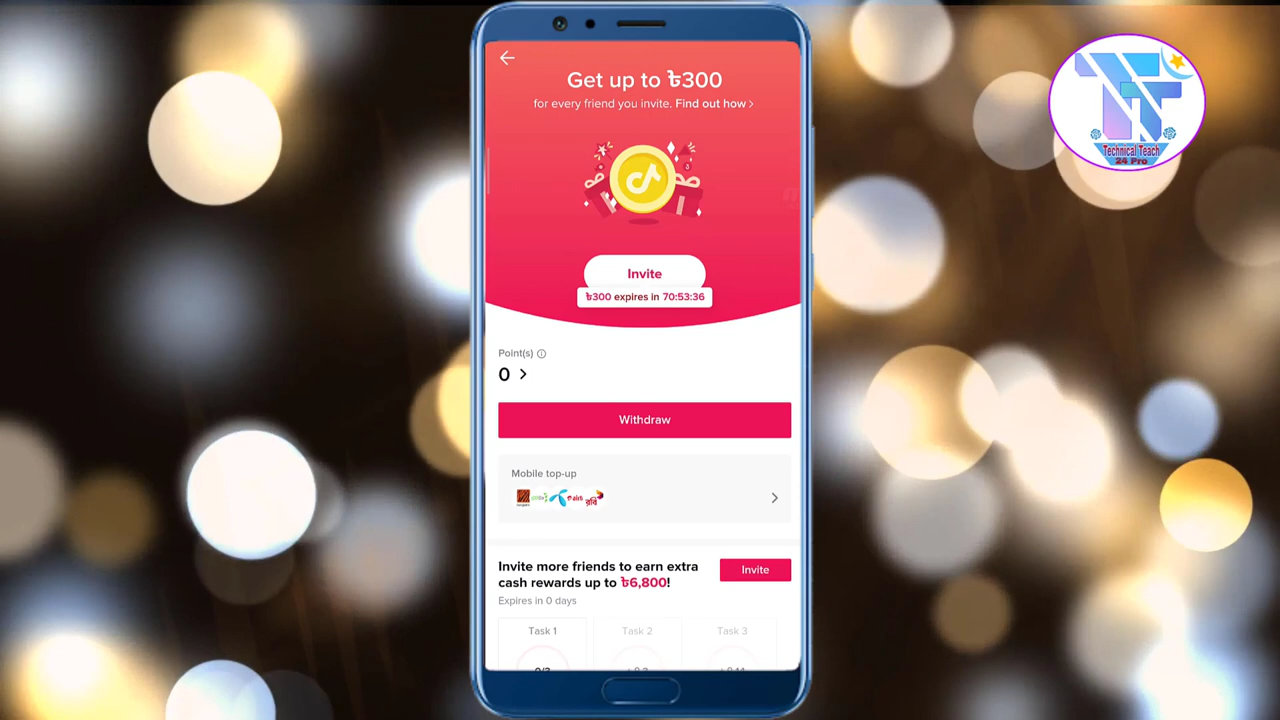 Get up to ৳300
for every friend you invite. Find out how >
Invite
৳300 expires in 70:53:36
Point(s)
0 >
Withdraw
Mobile top-up
রবি
Invite more friends to earn extra
cash rewards up to ৳6,800!
Invite
Expires in 0 days
Task 1
Task 2
Task 3
Technical Teach
24 Pro